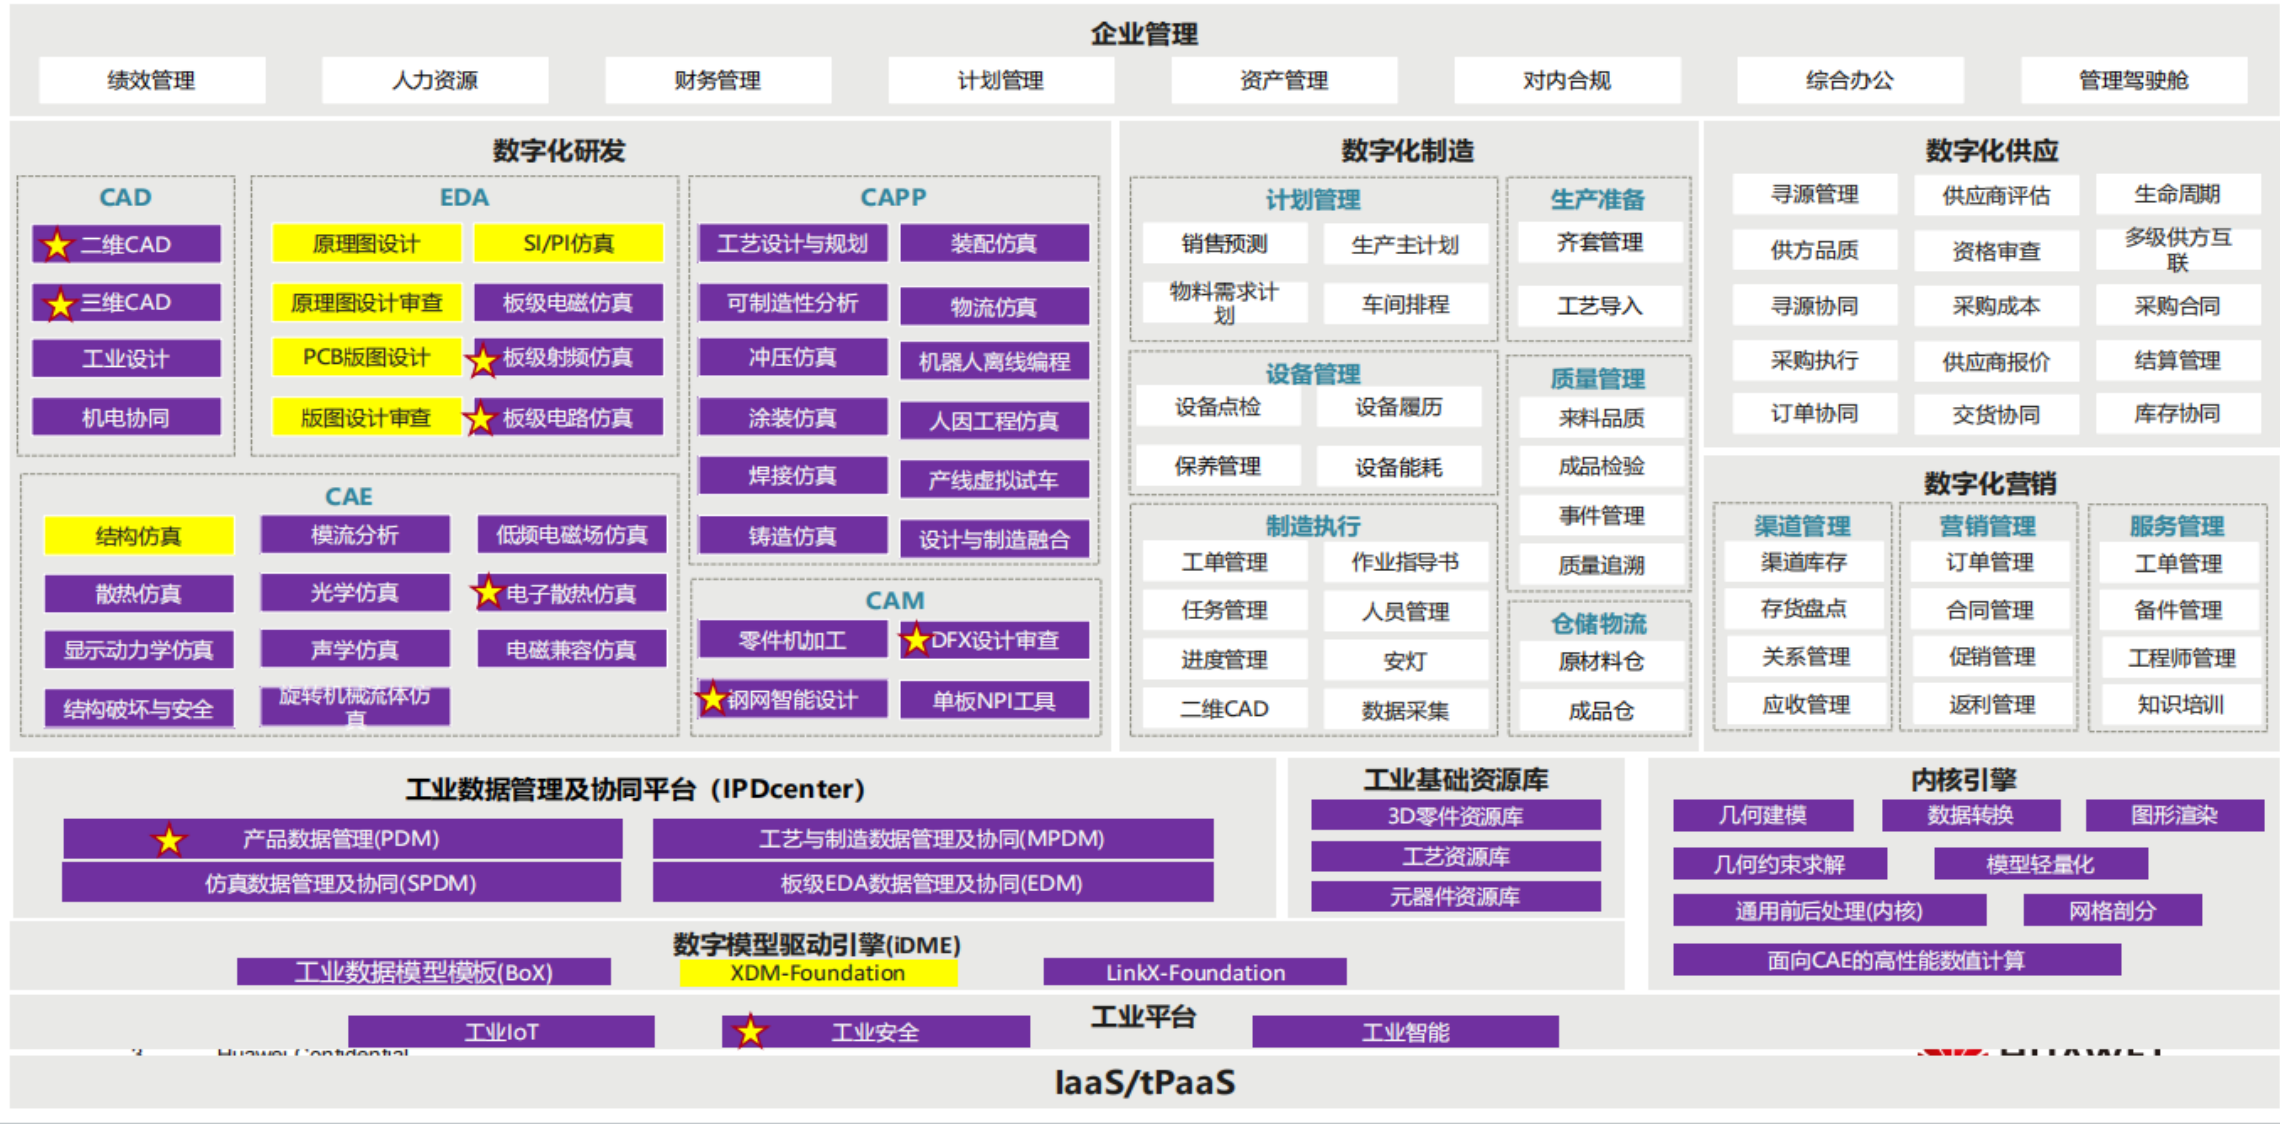 企业管理
绩效管理
人力资源
财务管理
计划管理
资产管理
对内合规
综合办公
管理驾驶舱
数字化研发
CAD
二维CAD
三维CAD
工业设计
机电协同
EDA
原理图设计
SI/PI仿真
原理图设计审查
板级电磁仿真
PCB版图设计
板级射频仿真
版图设计审查
板级电路仿真
CAE
结构仿真
模流分析
低频电磁场仿真
散热仿真
光学仿真
电子散热仿真
显示动力学仿真
声学仿真
电磁兼容仿真
结构破坏与安全
旋转机械流体仿
真
CAPP
工艺设计与规划
装配仿真
可制造性分析
物流仿真
冲压仿真
机器人离线编程
涂装仿真
人因工程仿真
焊接仿真
产线虚拟试车
铸造仿真
设计与制造融合
CAM
零件机加工
DFX设计审查
钢网智能设计
单板NPI工具
数字化制造
计划管理
销售预测
生产主计划
物料需求计
划
车间排程
生产准备
齐套管理
工艺导入
设备管理
设备点检
设备履历
保养管理
设备能耗
质量管理
来料品质
成品检验
事件管理
质量追溯
制造执行
工单管理
作业指导书
任务管理
人员管理
进度管理
安灯
二维CAD
数据采集
仓储物流
原材料仓
成品仓
数字化供应
寻源管理
供应商评估
生命周期
供方品质
资格审查
多级供方互
联
寻源协同
采购成本
采购合同
采购执行
供应商报价
结算管理
订单协同
交货协同
库存协同
数字化营销
渠道管理
渠道库存
存货盘点
关系管理
应收管理
营销管理
订单管理
合同管理
促销管理
返利管理
服务管理
工单管理
备件管理
工程师管理
知识培训
工业数据管理及协同平台（IPDcenter）
产品数据管理(PDM)
工艺与制造数据管理及协同(MPDM)
仿真数据管理及协同(SPDM)
板级EDA数据管理及协同(EDM)
工业基础资源库
3D零件资源库
工艺资源库
元器件资源库
内核引擎
几何建模
数据转换
图形渲染
几何约束求解
模型轻量化
通用前后处理(内核)
网格剖分
面向CAE的高性能数值计算
数字模型驱动引擎(iDME)
工业数据模型模板(BoX)
XDM-Foundation
LinkX-Foundation
工业平台
工业IoT
工业安全
工业智能
3
Huawei Confidential
HUAWEI
IaaS/tPaaS